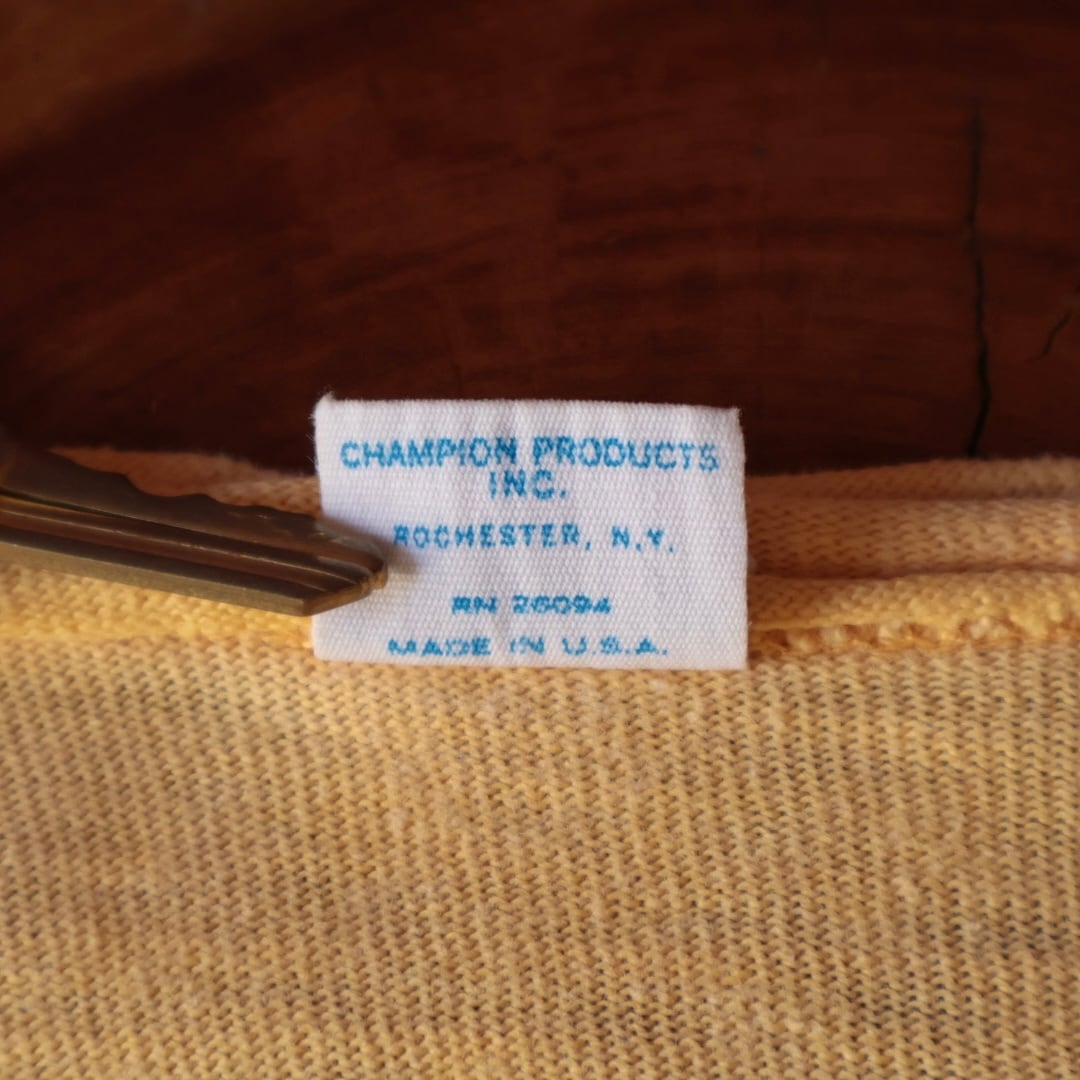 CHAMPION PRODUCTS
INC.
ROCHESTER, N.Y.
RN 26094
MADE IN U.S.A.